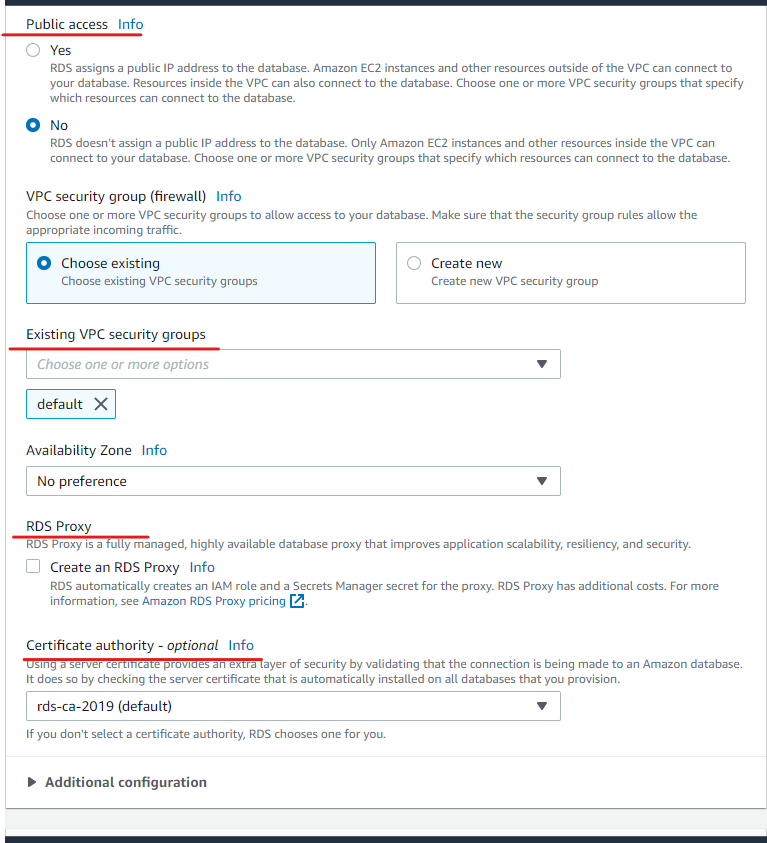 Public access Info
Yes
RDS assigns a public IP address to the database. Amazon EC2 instances and other resources outside of the VPC can connect to
your database. Resources inside the VPC can also connect to the database. Choose one or more VPC security groups that specify
which resources can connect to the database.
No
RDS doesn't assign a public IP address to the database. Only Amazon EC2 instances and other resources inside the VPC can
connect to your database. Choose one or more VPC security groups that specify which resources can connect to the database.
VPC security group (firewall) Info
Choose one or more VPC security groups to allow access to your database. Make sure that the security group rules allow the
appropriate incoming traffic.
Choose existing
Choose existing VPC security groups
Create new
Create new VPC security group
Existing VPC security groups
Choose one or more options
default
Availability Zone Info
No preference
RDS Proxy
RDS Proxy is a fully managed, highly available database proxy that improves application scalability, resiliency, and security.
Create an RDS Proxy Info
RDS automatically creates an IAM role and a Secrets Manager secret for the proxy. RDS Proxy has additional costs. For more
information, see Amazon RDS Proxy pricing.
Certificate authority - optional Info
Using a server certificate provides an extra layer of security by validating that the connection is being made to an Amazon database.
It does so by checking the server certificate that is automatically installed on all databases that you provision.
rds-ca-2019 (default)
If you don't select a certificate authority, RDS chooses one for you.
Additional configuration